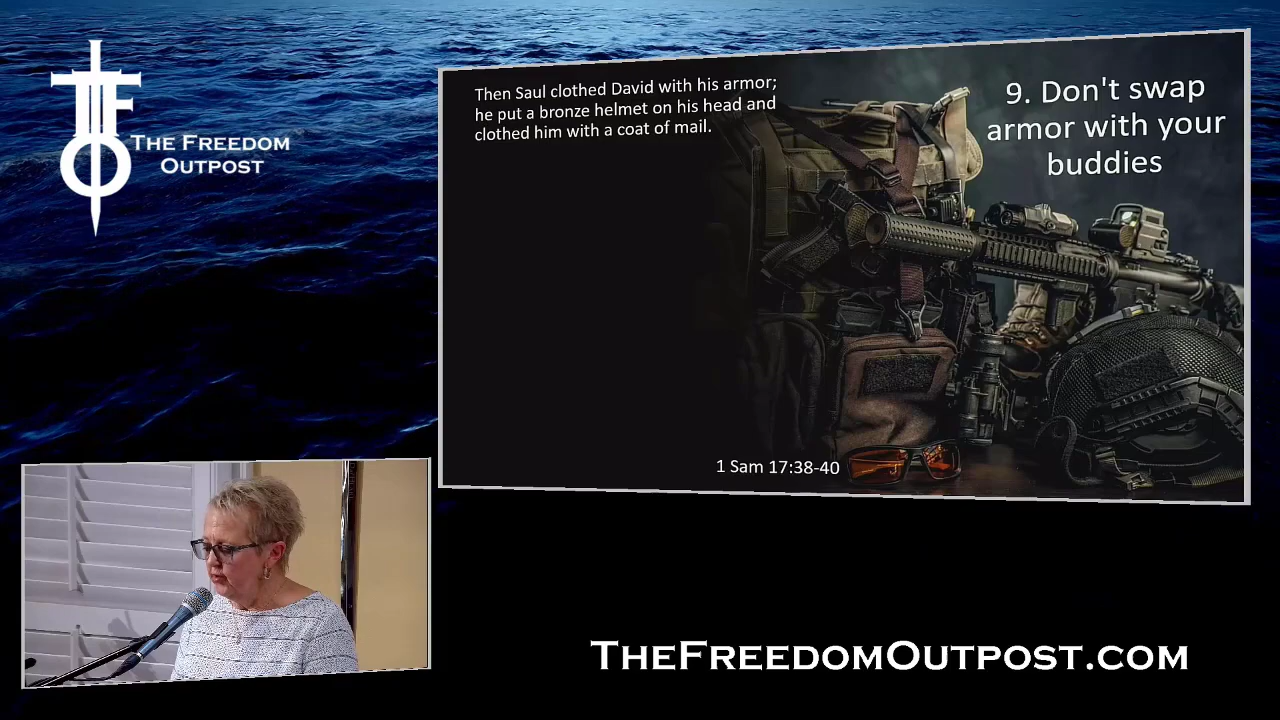 The Freedom
Outpost
Then Saul clothed David with his armor;
he put a bronze helmet on his head and
clothed him with a coat of mail.
9. Don't swap
armor with your
buddies
1 Sam 17:38-40
TheFreedomOutpost.com